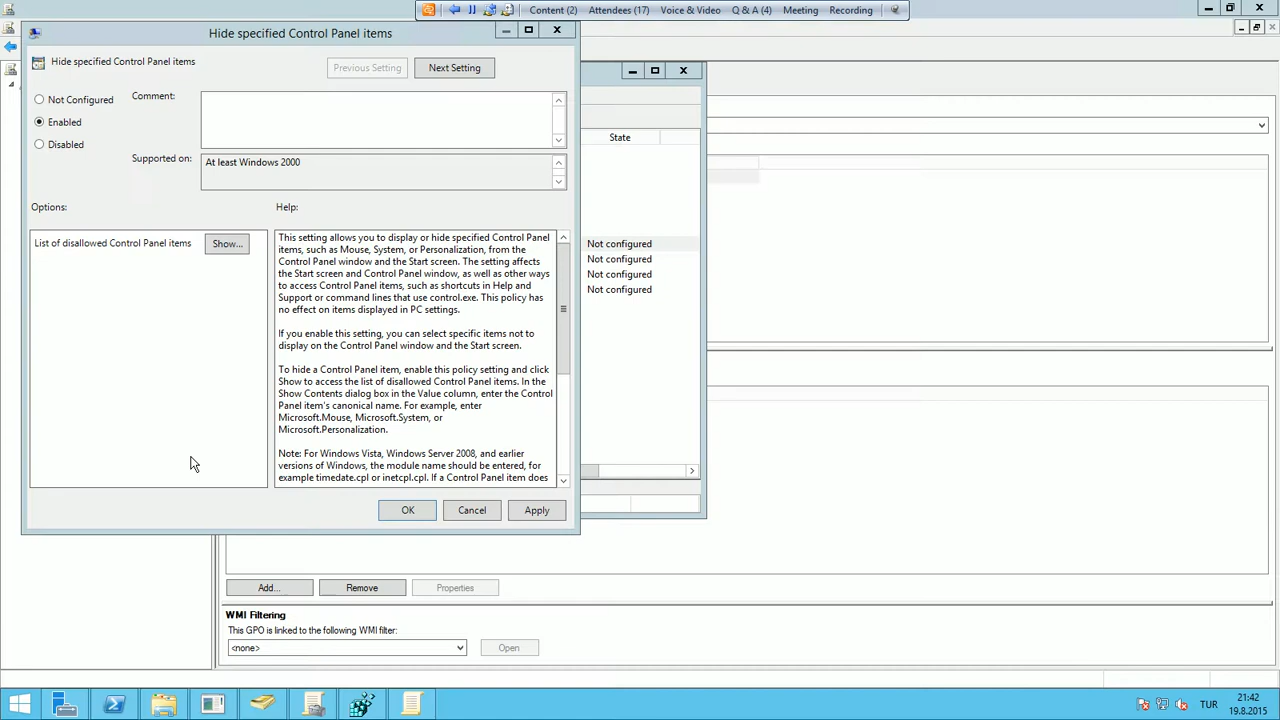 Content (2) Attendees (17) Voice & Video Q & A (4) Meeting Recording
Hide specified Control Panel items
Hide specified Control Panel items
Previous Setting
Next Setting
Not Configured
Comment:
Enabled
Disabled
Supported on:
At least Windows 2000
Options:
Help:
List of disallowed Control Panel items
Show...
This setting allows you to display or hide specified Control Panel
items, such as Mouse, System, or Personalization, from the
Control Panel window and the Start screen. The setting affects
the Start screen and Control Panel window, as well as other ways
to access Control Panel items, such as shortcuts in Help and
Support or command lines that use control.exe. This policy has
no effect on items displayed in PC settings.
If you enable this setting, you can select specific items not to
display on the Control Panel window and the Start screen.
To hide a Control Panel item, enable this policy setting and click
Show to access the list of disallowed Control Panel items. In the
Show Contents dialog box in the Value column, enter the Control
Panel item's canonical name. For example, enter
Microsoft.Mouse, Microsoft.System, or
Microsoft.Personalization.
Note: For Windows Vista, Windows Server 2008, and earlier
versions of Windows, the module name should be entered, for
example timedate.cpl or inetcpl.cpl. If a Control Panel item does
OK
Cancel
Apply
State
Not configured
Not configured
Not configured
Not configured
Add...
Remove
Properties
WMI Filtering
This GPO is linked to the following WMI filter:
<none>
Open
TUR
21:42
19.8.2015